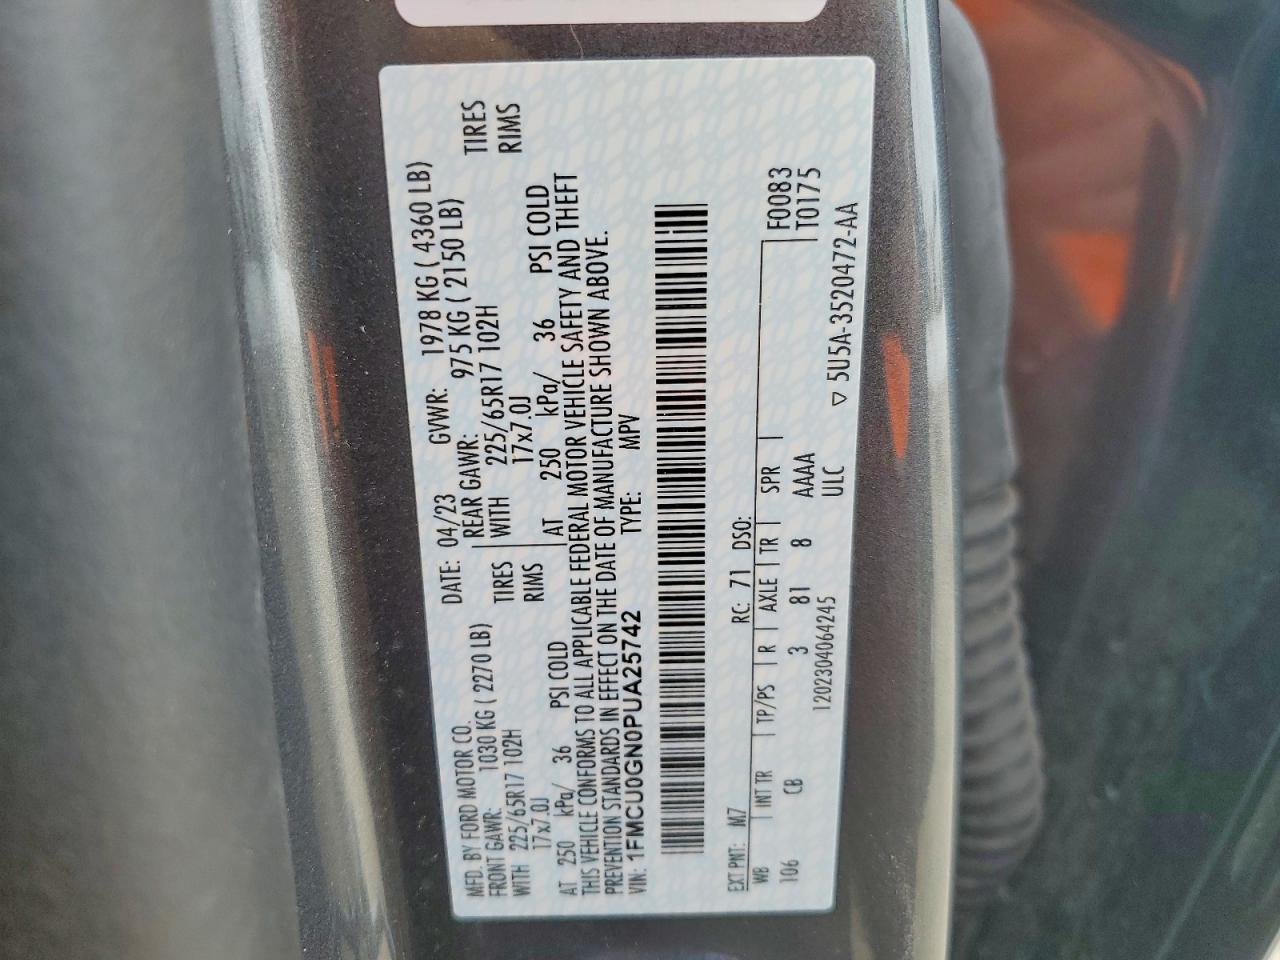 MFD. BY FORD MOTOR CO.
DATE: 04/23 GVWR: 1978 KG ( 4360 LB)
FRONT GAWR: 1030 KG ( 2270 LB) REAR GAWR: 975 KG ( 2150 LB)
WITH 225/65R17 102H TIRES WITH 225/65R17 102H TIRES
17x7.0J RIMS 17x7.0J RIMS
AT 250 kPa/ 36 PSI COLD AT 250 kPa/ 36 PSI COLD
THIS VEHICLE CONFORMS TO ALL APPLICABLE FEDERAL MOTOR VEHICLE SAFETY AND THEFT
PREVENTION STANDARDS IN EFFECT ON THE DATE OF MANUFACTURE SHOWN ABOVE.
VIN: 1FMCU0GN0PUA25742 TYPE: MPV
EXT PNT: M7 RC: 71 DSO:
WB INT TR TP/PS R AXLE TR SPR F0083
106 CB 3 81 8 AAAA T0175
1202304064245 ULC ▽ 5U5A-3520472-AA